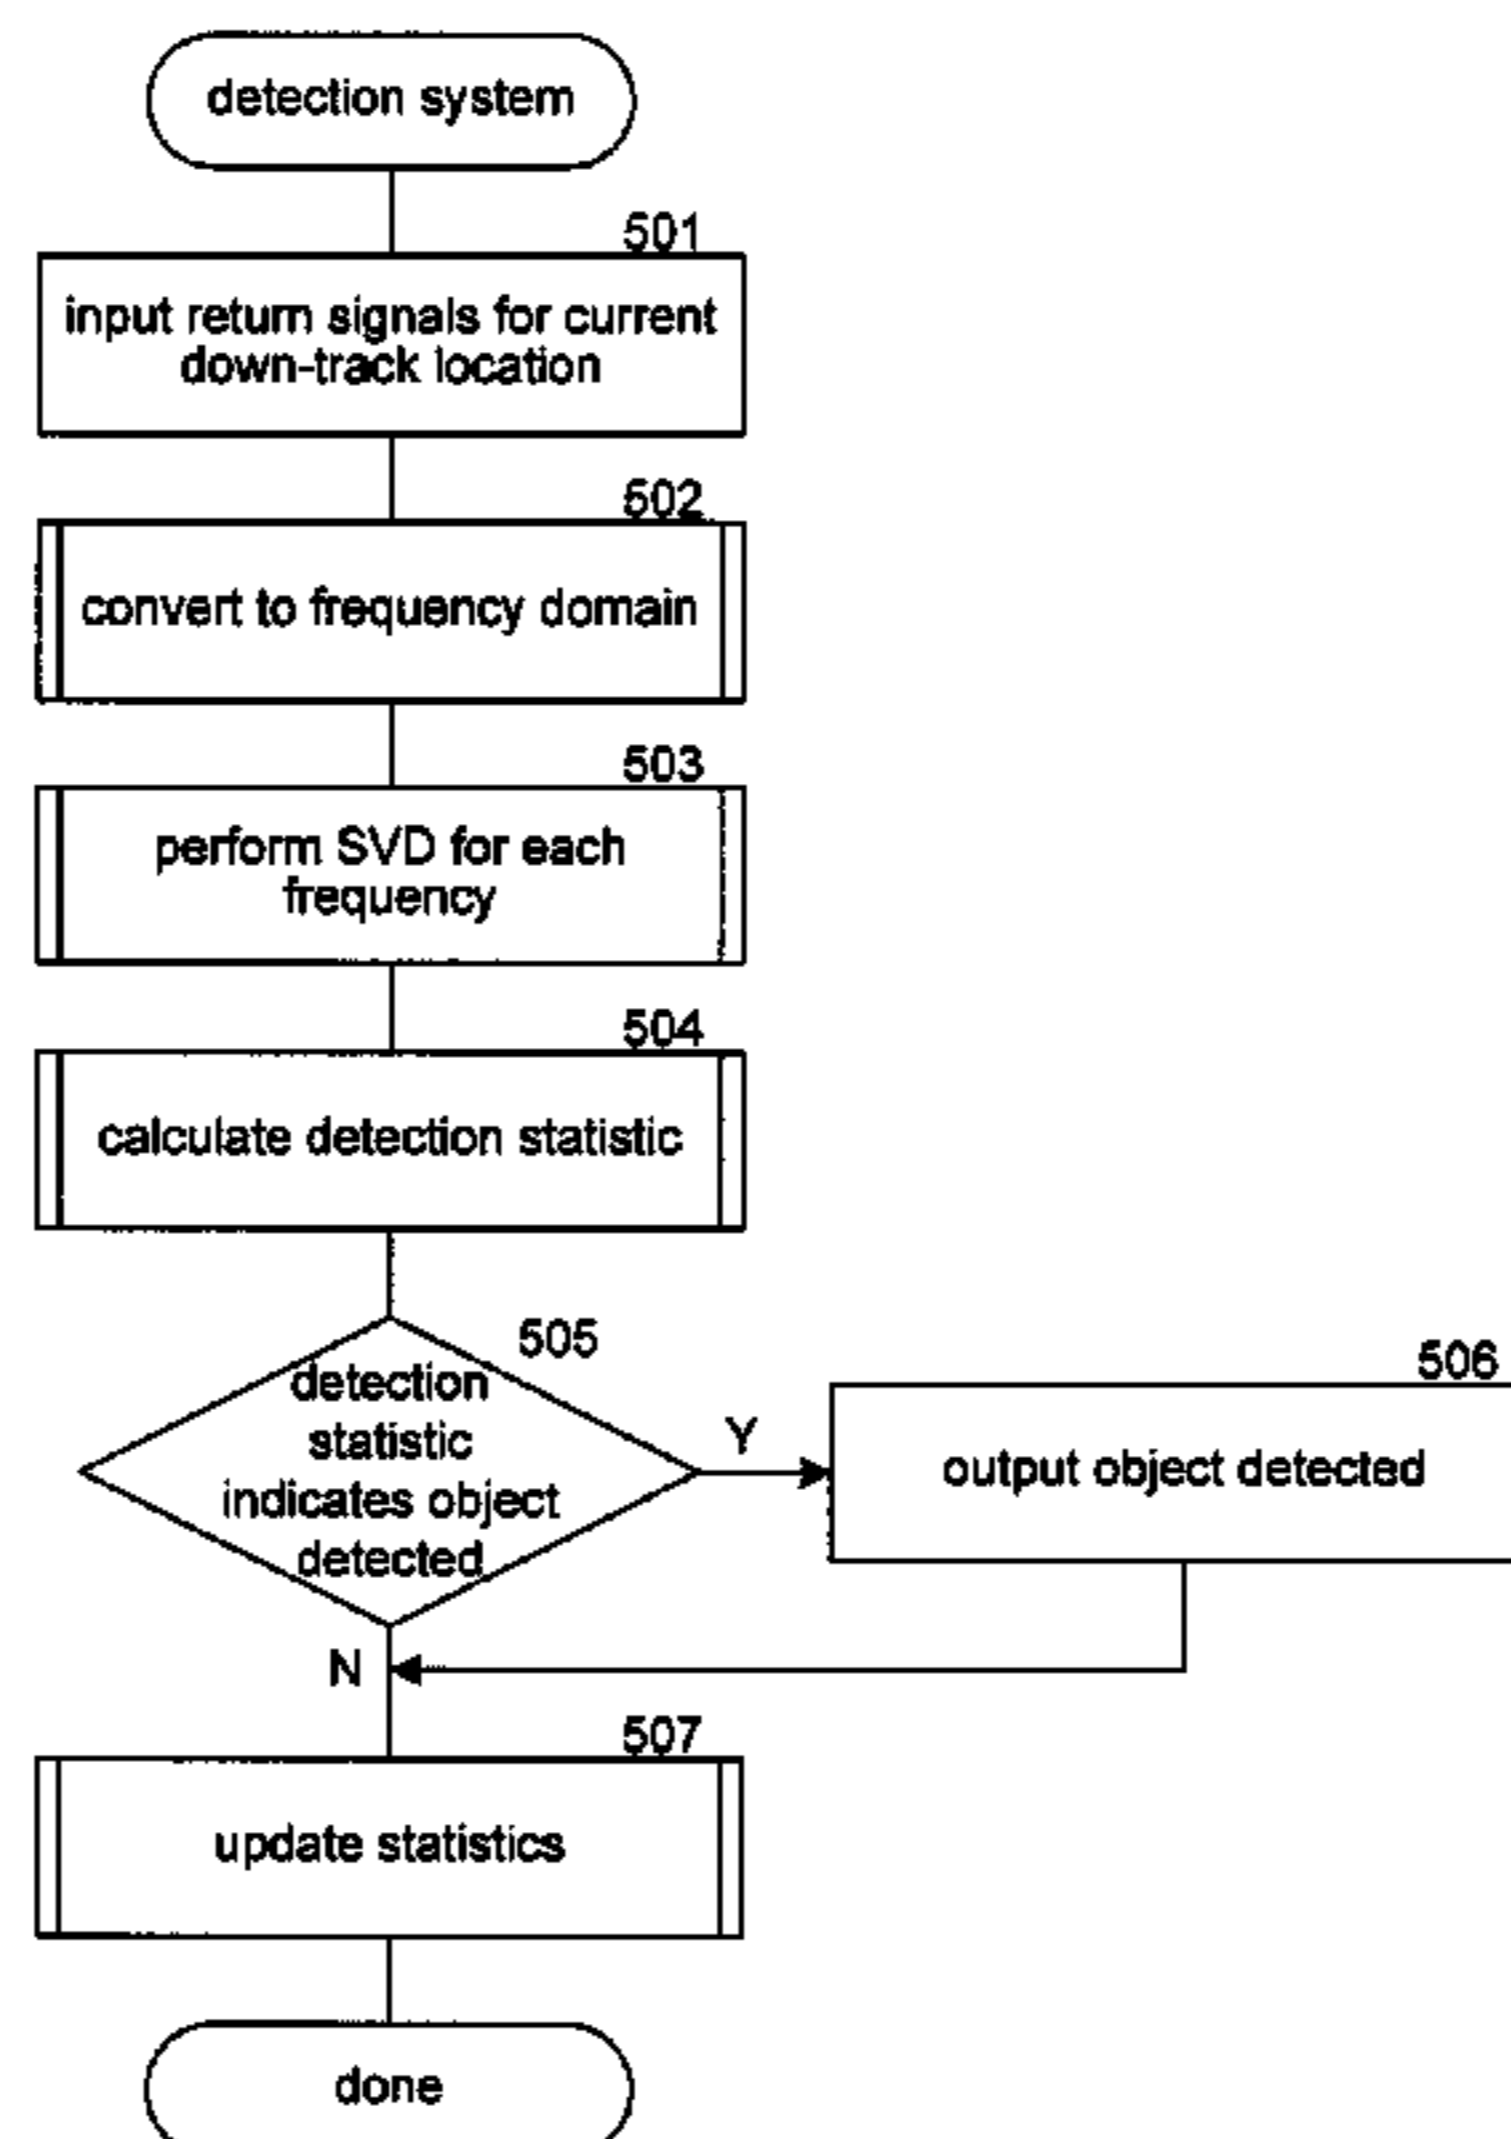 detection system
501
input return signals for current
down-track location
502
convert to frequency domain
503
perform SVD for each
frequency
504
calculate detection statistic
505
detection
statistic
indicates object
detected
Y
506
output object detected
N
507
update statistics
done